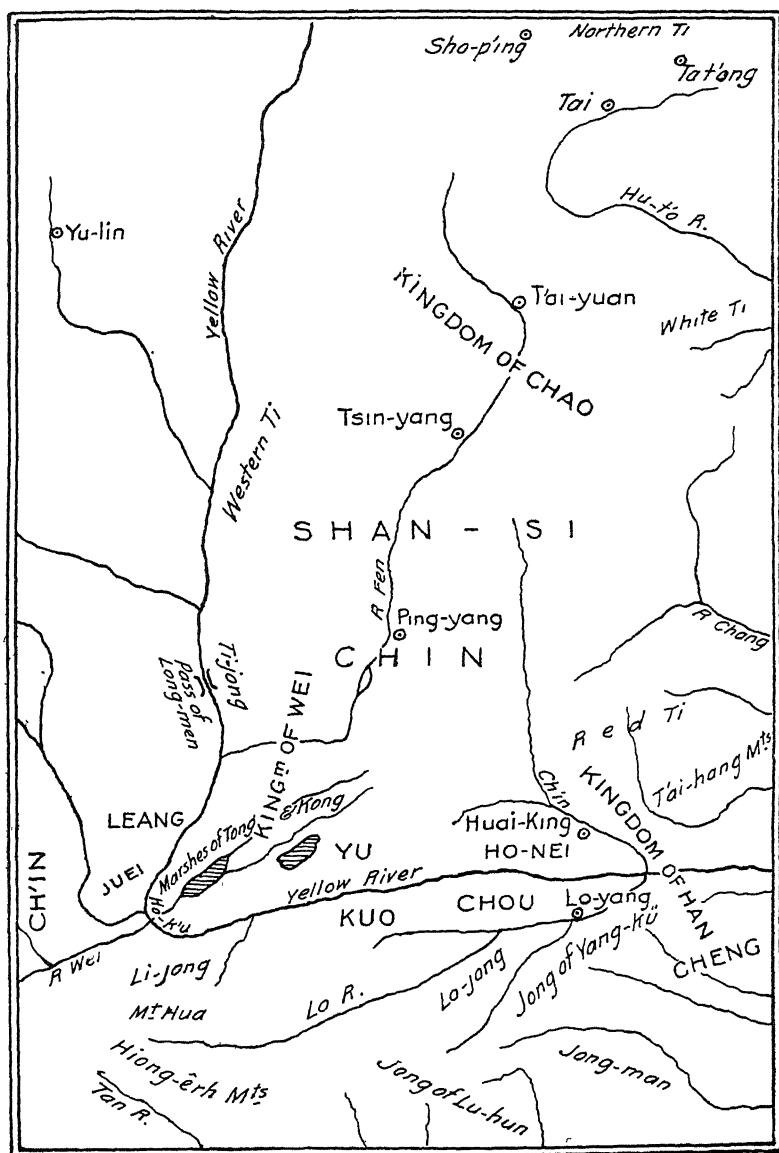 Northern Ti
Sho-p'ing
Tat'ong
Tai
Hu-t'o R.
Yu-lin
Yellow River
T'ai-yuan
KINGDOM OF CHAO
White Ti
Tsin-yang
Western Ti
SHAN-SI
R Fen
Ping-yang
R Chang
CHIN
Ti-jong
Pass of
Long-men
KINGm OF WEI
Red Ti
T'ai-hang Mts
Chin
KINGDOM OF HAN
LEANG
Marshes of Tong
& Kong
Huai-King
HO-NEI
YU
CH'IN
JUEI
Ho-k'u
Yellow River
KUO
CHOU
Lo-yang
CHENG
R Wei
Li-jong
Mt Hua
Lo R.
Lo-jong
Jong of Yang-Kü
Hiong-êrh Mts
Tan R.
Jong of Lu-hun
Jong-man